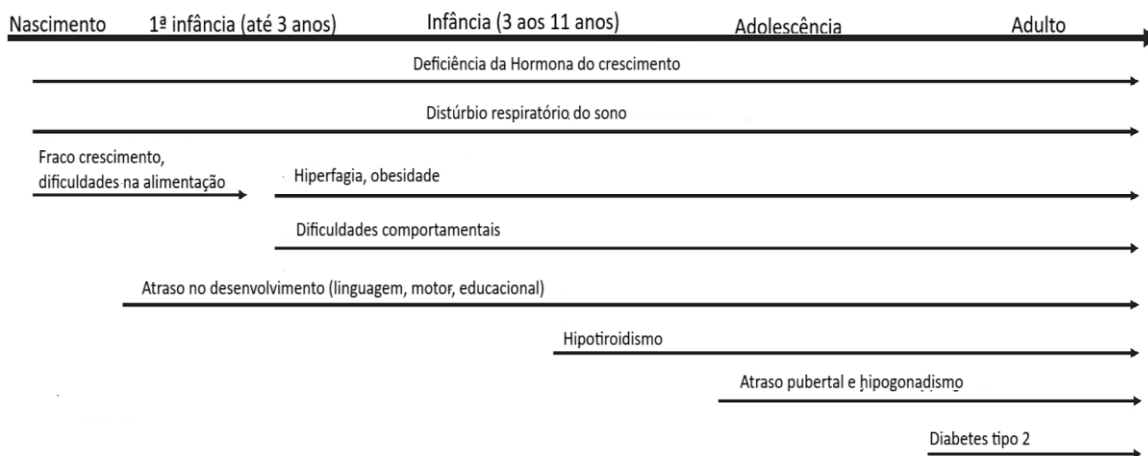 Nascimento 1ª infância (até 3 anos) Infância (3 aos 11 anos) Adolescência Adulto
Deficiência da Hormona do crescimento
Distúrbio respiratório do sono
Fraco crescimento,
dificuldades na alimentação
Hiperfagia, obesidade
Dificuldades comportamentais
Atraso no desenvolvimento (linguagem, motor, educacional)
Hipotiroidismo
Atraso pubertal e hipogonadismo
Diabetes tipo 2